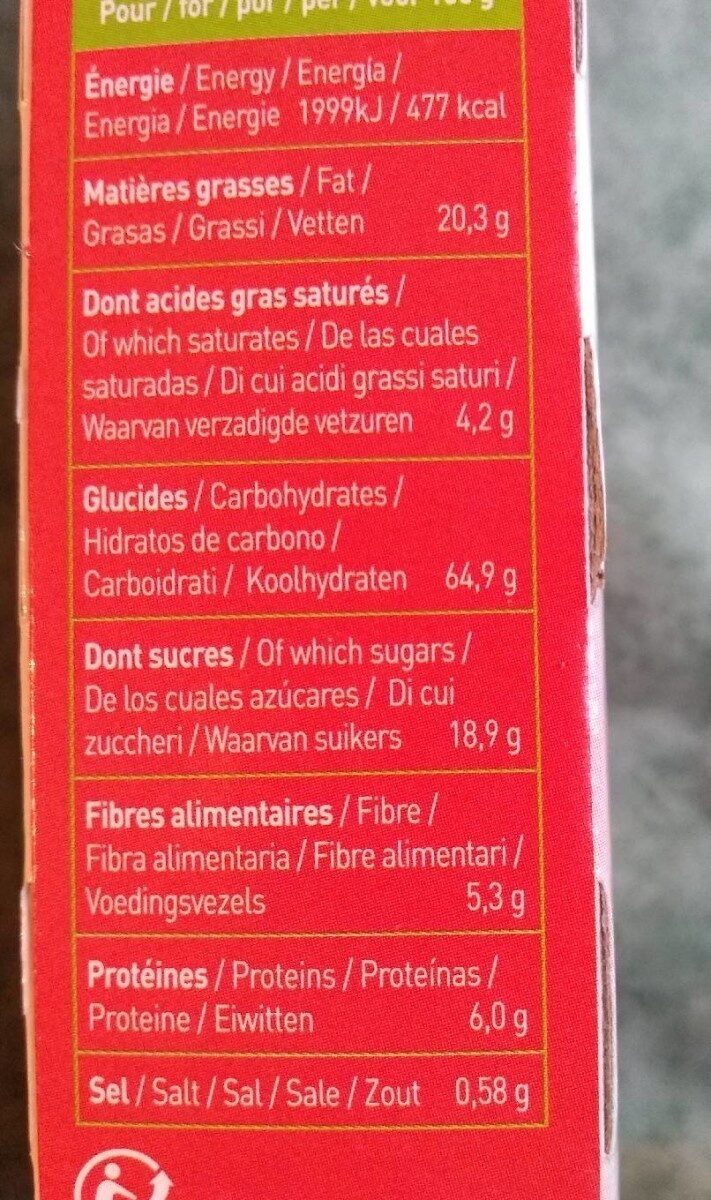 Pour / for / pur / per /
Énergie / Energy / Energía /
Energia / Energie 1999kJ / 477 kcal
Matières grasses / Fat /
Grasas / Grassi / Vetten 20,3 g
Dont acides gras saturés /
Of which saturates / De las cuales
saturadas / Di cui acidi grassi saturi /
Waarvan verzadigde vetzuren 4,2 g
Glucides / Carbohydrates /
Hidratos de carbono /
Carboidrati / Koolhydraten 64,9 g
Dont sucres / Of which sugars /
De los cuales azúcares / Di cui
zuccheri / Waarvan suikers 18,9 g
Fibres alimentaires / Fibre /
Fibra alimentaria / Fibre alimentari /
Voedingsvezels 5,3 g
Protéines / Proteins / Proteínas /
Proteine / Eiwitten 6,0 g
Sel / Salt / Sal / Sale / Zout 0,58 g